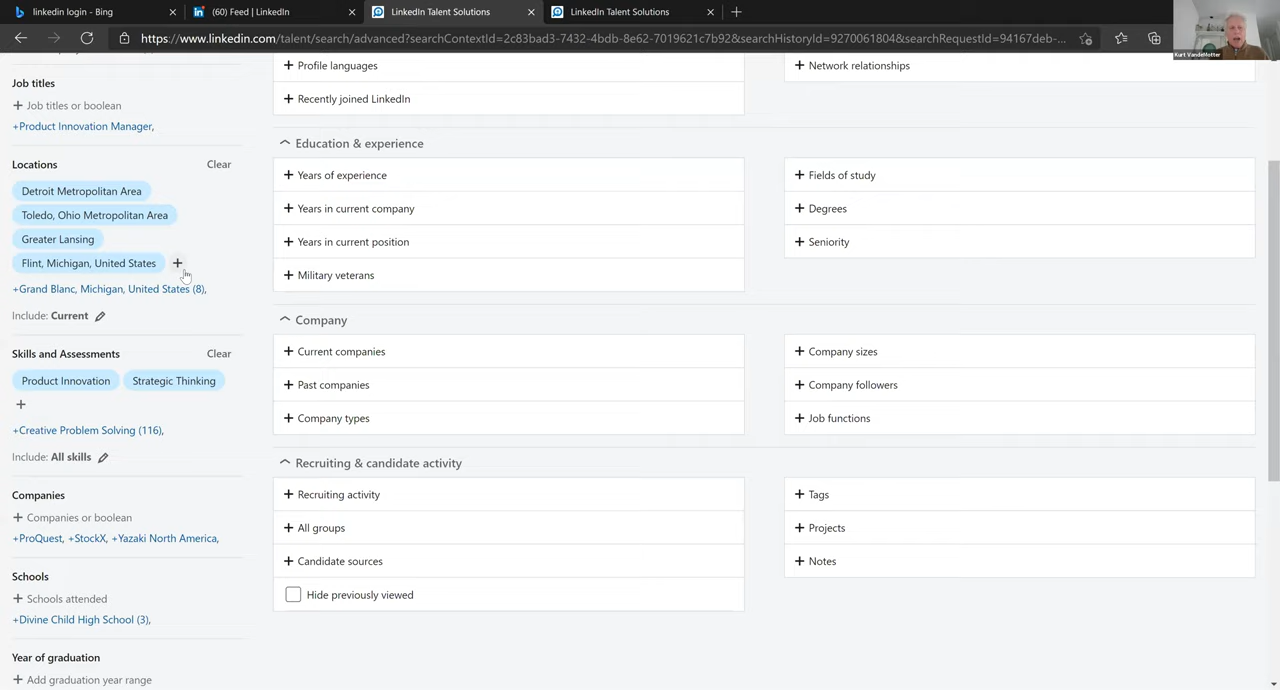 linkedin login - Bing
(60) Feed | LinkedIn
LinkedIn Talent Solutions
LinkedIn Talent Solutions
https://www.linkedin.com/talent/search/advanced?searchContextId=2c83bad3-7432-4bdb-8e62-7019621c7b92&searchHistoryId=9270061804&searchRequestId=94167deb-...
Kurt VandeMotter
Job titles
+ Job titles or boolean
+Product Innovation Manager,
Locations Clear
Detroit Metropolitan Area
Toledo, Ohio Metropolitan Area
Greater Lansing
Flint, Michigan, United States +
+Grand Blanc, Michigan, United States (8),
Include: Current
Skills and Assessments Clear
Product Innovation Strategic Thinking
+
+Creative Problem Solving (116),
Include: All skills
Companies
+ Companies or boolean
+ProQuest, +StockX, +Yazaki North America,
Schools
+ Schools attended
+Divine Child High School (3),
Year of graduation
+ Add graduation year range
+ Profile languages
+ Network relationships
+ Recently joined LinkedIn
Education & experience
+ Years of experience
+ Fields of study
+ Years in current company
+ Degrees
+ Years in current position
+ Seniority
+ Military veterans
Company
+ Current companies
+ Company sizes
+ Past companies
+ Company followers
+ Company types
+ Job functions
Recruiting & candidate activity
+ Recruiting activity
+ Tags
+ All groups
+ Projects
+ Candidate sources
+ Notes
Hide previously viewed